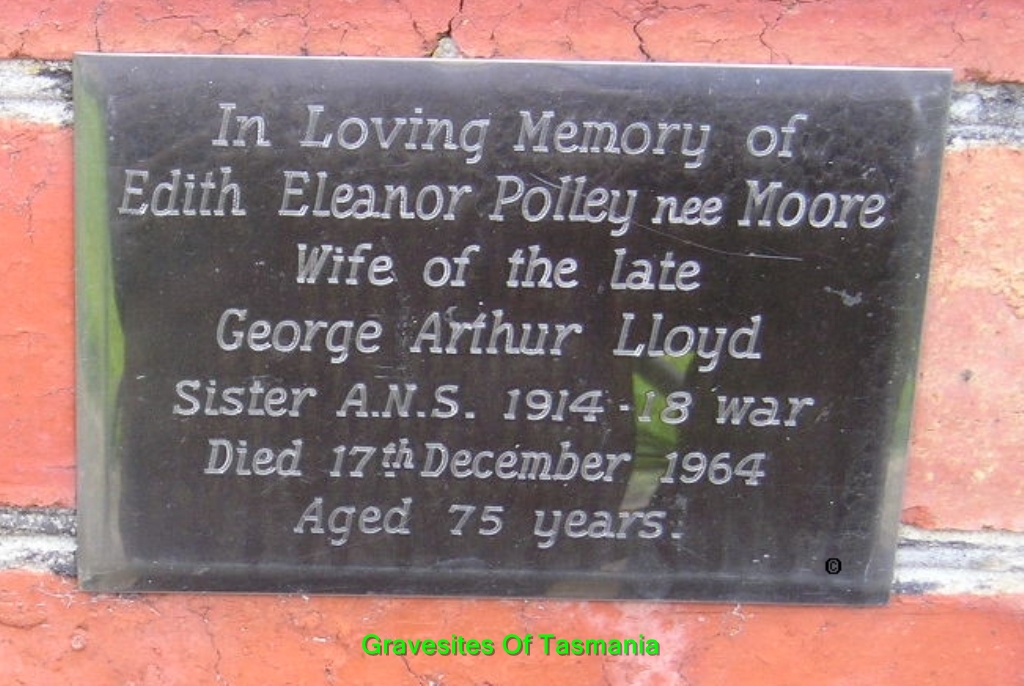 In Loving Memory of
Edith Eleanor Polley nee Moore
Wife of the late
George Arthur Lloyd
Sister A.N.S. 1914-18 war
Died 17th December 1964
Aged 75 years.
©
Gravesites Of Tasmania